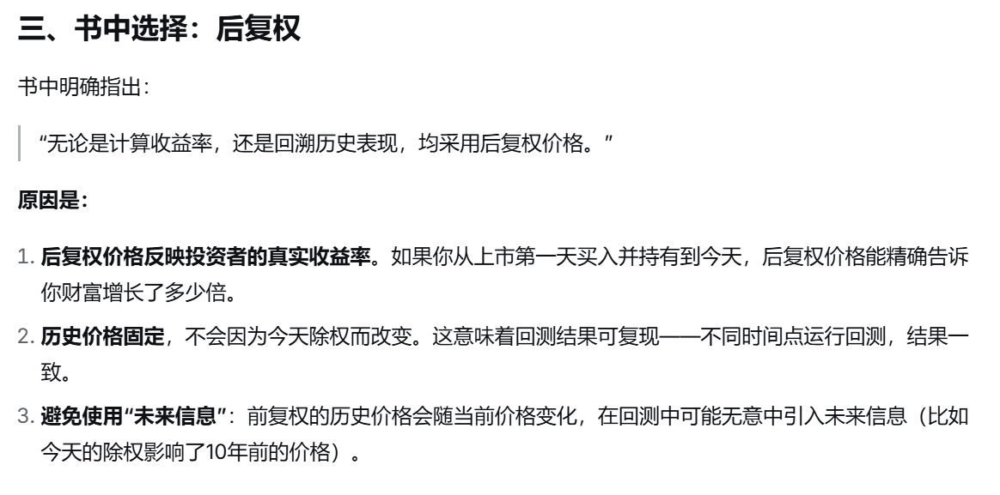 三、书中选择：后复权
书中明确指出：
“无论是计算收益率，还是回溯历史表现，均采用后复权价格。”
原因是：
1. 后复权价格反映投资者的真实收益率。如果你从上市第一天买入并持有到今天，后复权价格能精确告诉
你财富增长了多少倍。
2. 历史价格固定，不会因为今天除权而改变。这意味着回测结果可复现——不同时间点运行回测，结果一
致。
3. 避免使用“未来信息”：前复权的历史价格会随当前价格变化，在回测中可能无意中引入未来信息（比如
今天的除权影响了10年前的价格）。